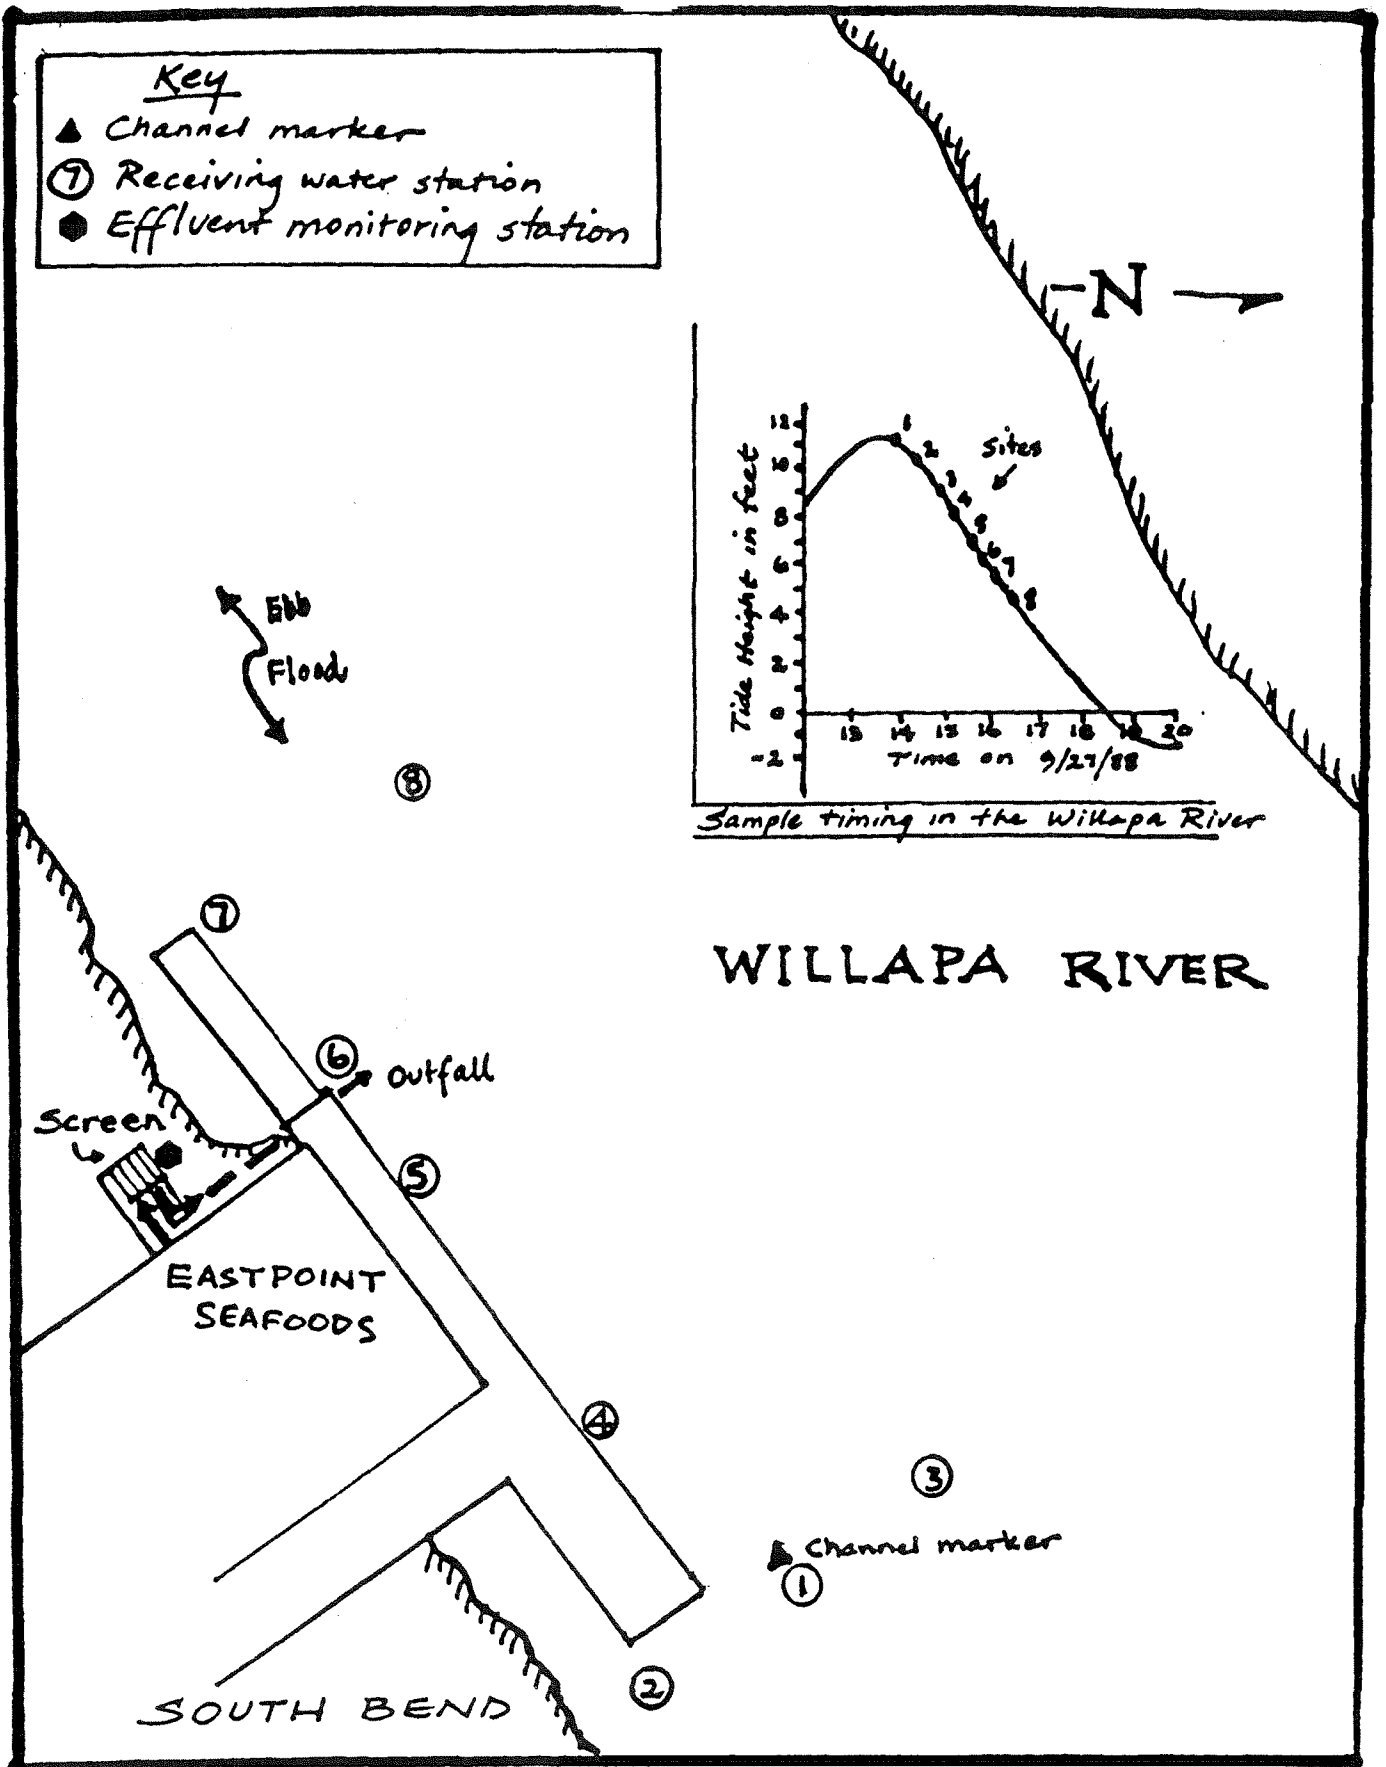 Key
Channel marker
7 Receiving water station
Effluent monitoring station
-N
12
10
8
6
4
2
0
-2
Tide Height in feet
1
2
3
4
5
6
7
8
Sites
13 14 15 16 17 18 19 20
Time on 9/27/88
Sample timing in the Willapa River
Ebb
Flood
8
7
WILLAPA RIVER
6
Outfall
Screen
5
EASTPOINT
SEAFOODS
4
3
Channel marker
1
2
SOUTH BEND